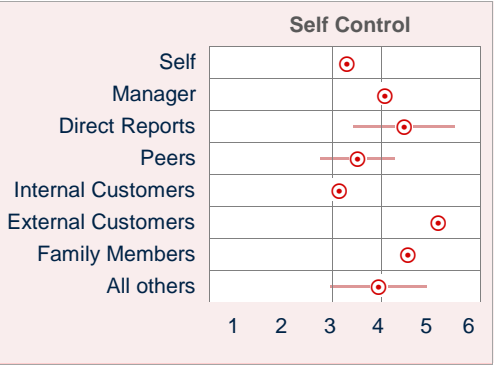 Self Control
Self
Manager
Direct Reports
Peers
Internal Customers
External Customers
Family Members
All others
1 2 3 4 5 6